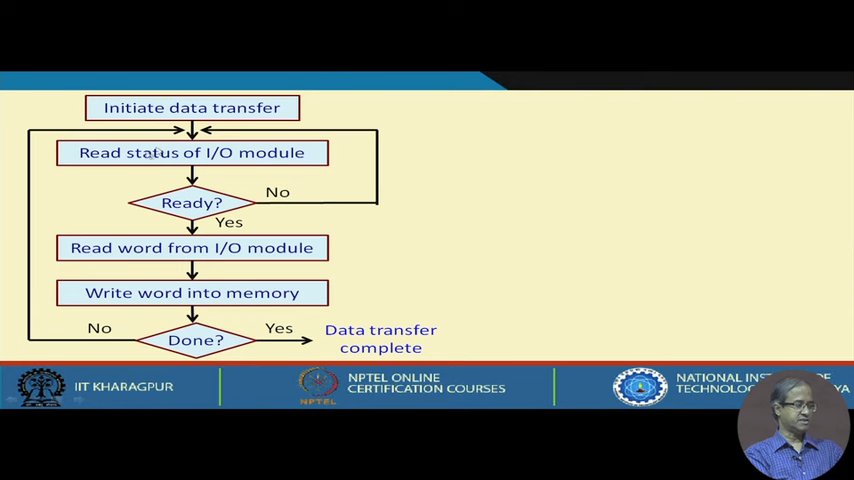 Initiate data transfer
Read status of I/O module
Ready?
No
Yes
Read word from I/O module
Write word into memory
Done?
No
Yes
Data transfer
complete
IIT KHARAGPUR
NPTEL
NPTEL ONLINE
CERTIFICATION COURSES
NATIONAL INSTITUTE OF